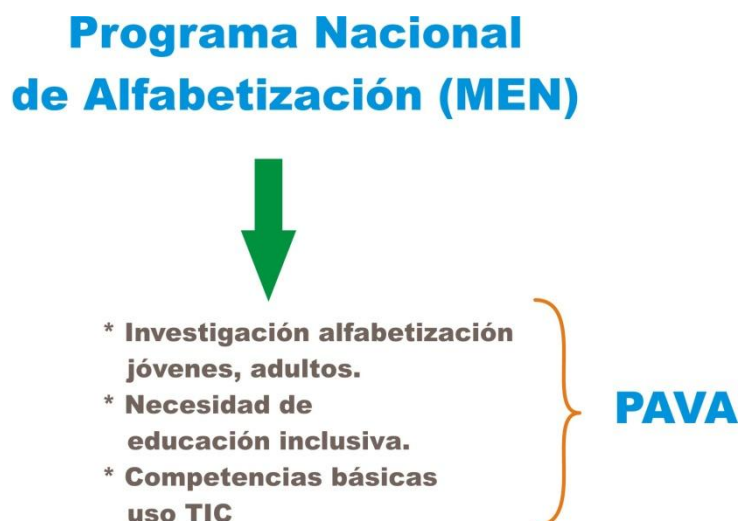 Programa Nacional
de Alfabetización (MEN)
* Investigación alfabetización
jóvenes, adultos.
* Necesidad de
educación inclusiva.
* Competencias básicas
uso TIC
PAVA